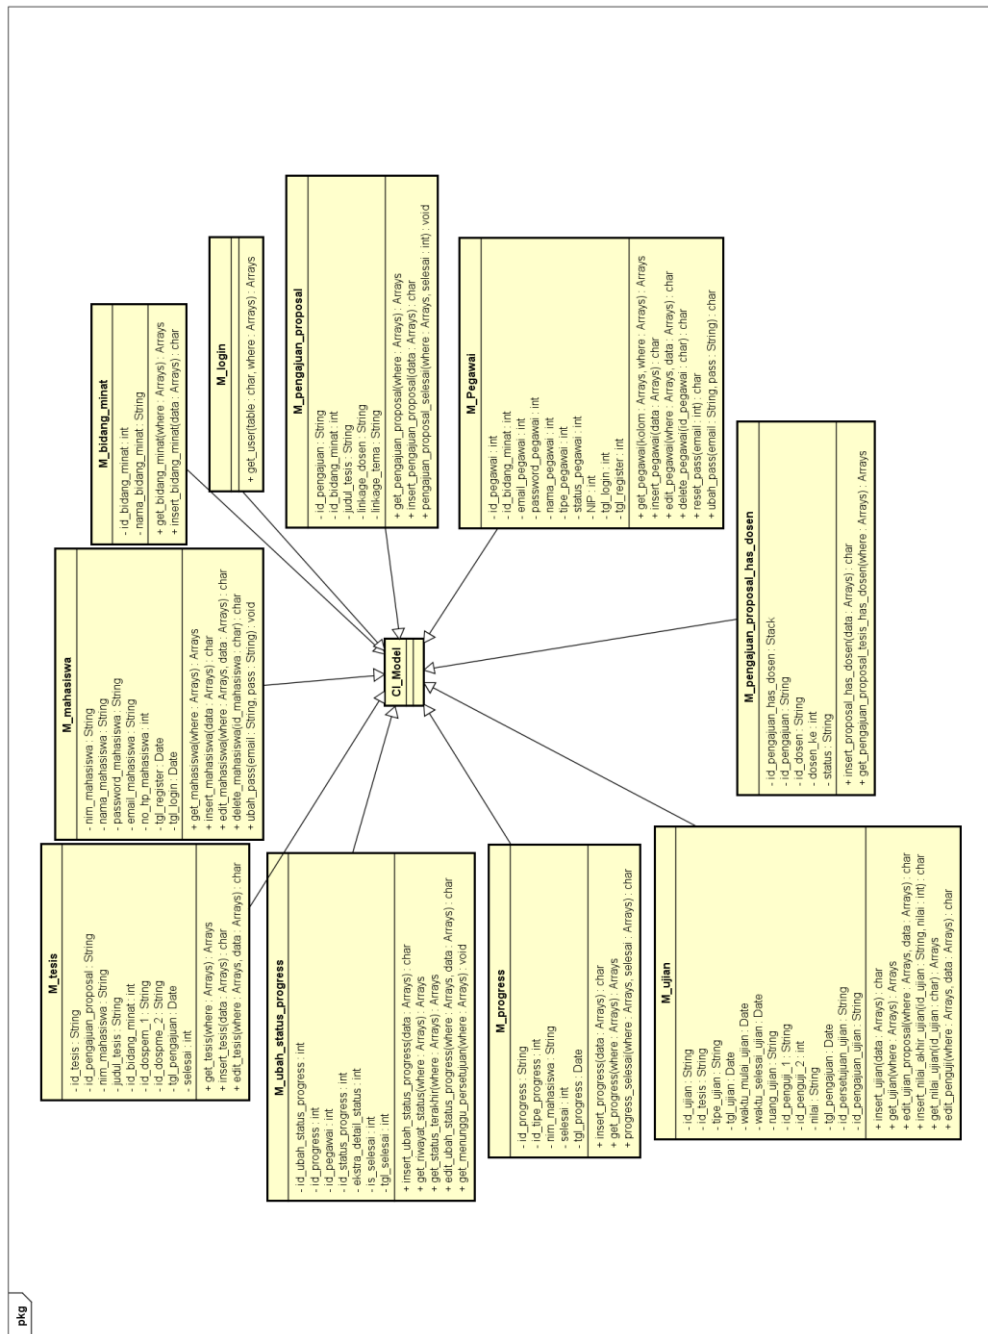 pkg
M_tesis
- id_tesis : String
- id_pengajuan_proposal : String
- nim_mahasiswa : String
- judul_tesis : String
- id_bidang_minat : int
- id_dospem_1 : String
- id_dospme_2 : String
- tgl_pengajuan : Date
- selesai : int
+ get_tesis(where : Arrays) : Arrays
+ insert_tesis(data : Arrays) : char
+ edit_tesis(where : Arrays, data : Arrays) : char
M_mahasiswa
- nim_mahasiswa : String
- nama_mahasiswa : String
- password_mahasiswa : String
- email_mahasiswa : String
- no_hp_mahasiswa : int
- tgl_register : Date
- tgl_login : Date
+ get_mahasiswa(where : Arrays) : Arrays
+ insert_mahasiswa(data : Arrays) : char
+ edit_mahasiswa(where : Arrays, data : Arrays) : char
+ delete_mahasiswa(id_mahasiswa : char) : char
+ ubah_pass(email : String, pass : String) : void
M_bidang_minat
- id_bidang_minat : int
- nama_bidang_minat : String
+ get_bidang_minat(where : Arrays) : Arrays
+ insert_bidang_minat(data : Arrays) : char
M_login
+ get_user(table : char, where : Arrays) : Arrays
M_pengajuan_proposal
- id_pengajuan : String
- id_bidang_minat : int
- judul_tesis : String
- linkage_dosen : String
- linkage_tema : String
+ get_pengajuan_proposal(where : Arrays) : Arrays
+ insert_pengajuan_proposal(data : Arrays) : char
+ pengajuan_proposal_selesai(where : Arrays, selesai : int) : void
M_ubah_status_progress
- id_ubah_status_progress : int
- id_progress : int
- id_pegawai : int
- id_status_progress : int
- ekstra_detail_status : int
- is_selesai : int
- tgl_selesai : int
+ insert_ubah_status_progress(data : Arrays) : char
+ get_riwayat_status(where : Arrays) : Arrays
+ get_status_terakhir(where : Arrays) : Arrays
+ edit_ubah_status_progress(where : Arrays, data : Arrays) : char
+ get_menunggu_persetujuan(where : Arrays) : void
CI_Model
M_Pegawai
- id_pegawai : int
- id_bidang_minat : int
- email_pegawai : int
- password_pegawai : int
- nama_pegawai : int
- tipe_pegawai : int
- status_pegawai : int
- NIP : int
- tgl_login : int
- tgl_register : int
+ get_pegawai(kolom : Arrays, where : Arrays) : Arrays
+ insert_pegawai(data : Arrays) : char
+ edit_pegawai(where : Arrays, data : Arrays) : char
+ delete_pegawai(id_pegawai : char) : char
+ reset_pass(email : int) : char
+ ubah_pass(email : String, pass : String) : char
M_progress
- id_progress : String
- id_tipe_progress : int
- nim_mahasiswa : String
- selesai : int
- tgl_progress : Date
+ insert_progress(data : Arrays) : char
+ get_progress(where : Arrays) : Arrays
+ progress_selesai(where : Arrays, selesai : Arrays) : char
M_ujian
- id_ujian : String
- id_tesis : String
- tipe_ujian : String
- tgl_ujian : Date
- waktu_mulai_ujian : Date
- waktu_selesai_ujian : Date
- ruang_ujian : String
- id_penguji_1 : String
- id_penguji_2 : int
- nilai : String
- tgl_pengajuan : Date
- id_persetujuan_ujian : String
- id_pengajuan_ujian : String
+ insert_ujian(data : Arrays) : char
+ get_ujian(where : Arrays) : Arrays
+ edit_ujian_proposal(where : Arrays, data : Arrays) : char
+ insert_nilai_akhir_ujian(id_ujian : String, nilai : int) : char
+ get_nilai_ujian(id_ujian : char) : Arrays
+ edit_penguji(where : Arrays, data : Arrays) : char
M_pengajuan_proposal_has_dosen
- id_pengajuan_has_dosen : Stack
- id_pengajuan : String
- id_dosen : String
- dosen_ke : int
- status : String
+ insert_proposal_has_dosen(data : Arrays) : char
+ get_pengajuan_proposal_tesis_has_dosen(where : Arrays) : Arrays